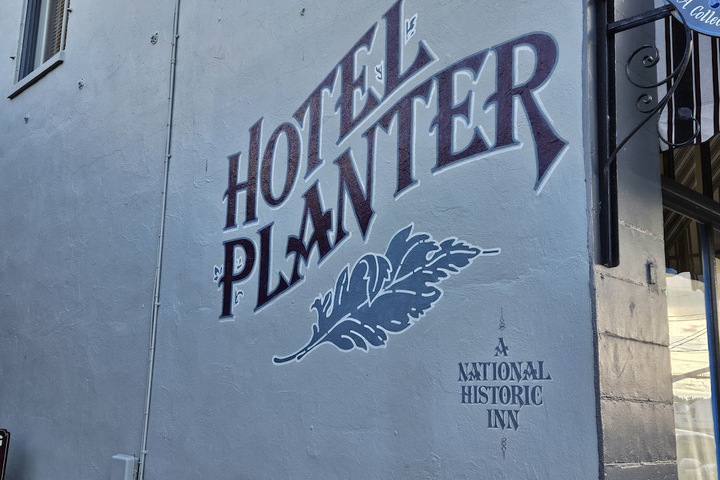 HOTEL
PLANTER
A
NATIONAL
HISTORIC
INN